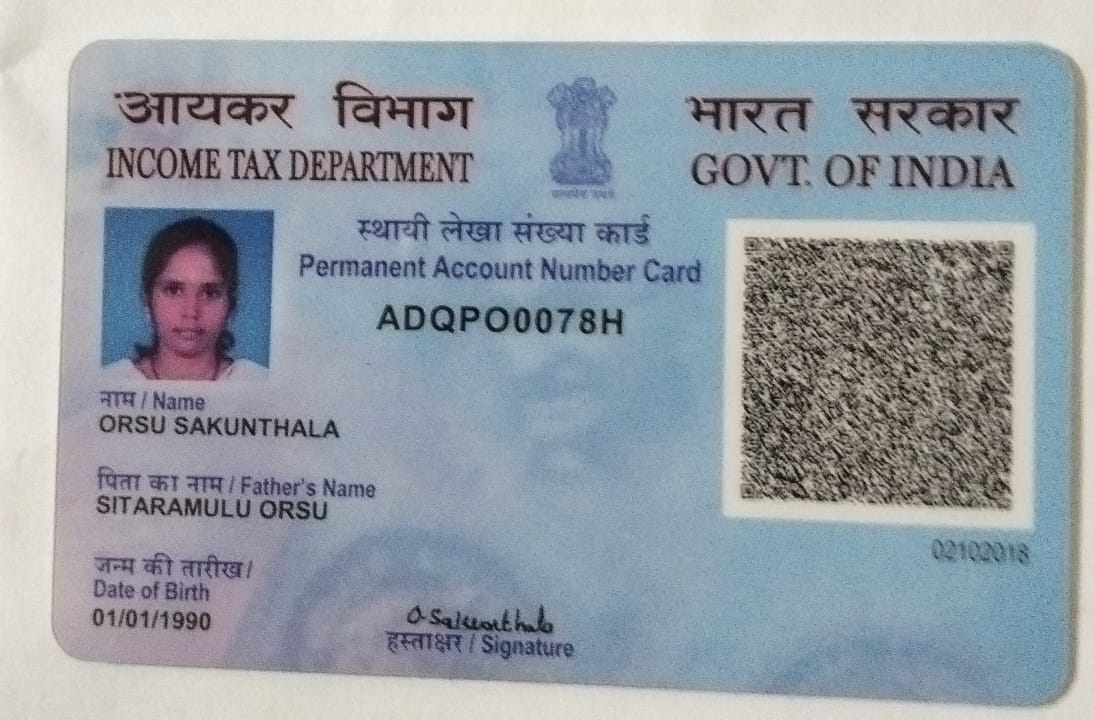 आयकर विभाग
INCOME TAX DEPARTMENT
भारत सरकार
GOVT. OF INDIA
सत्यमेव जयते
स्थायी लेखा संख्या कार्ड
Permanent Account Number Card
ADQPO0078H
नाम / Name
ORSU SAKUNTHALA
पिता का नाम / Father's Name
SITARAMULU ORSU
जन्म की तारीख /
Date of Birth
01/01/1990
O Sakunthala
हस्ताक्षर / Signature
02102018